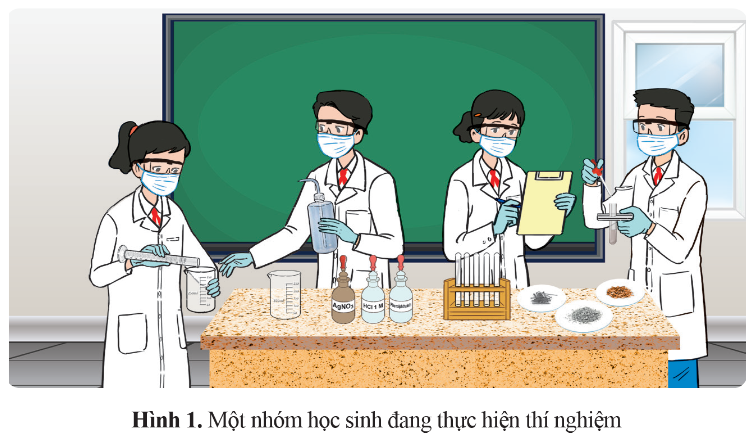 AgNO₃
HCl 1 M
Hình 1. Một nhóm học sinh đang thực hiện thí nghiệm